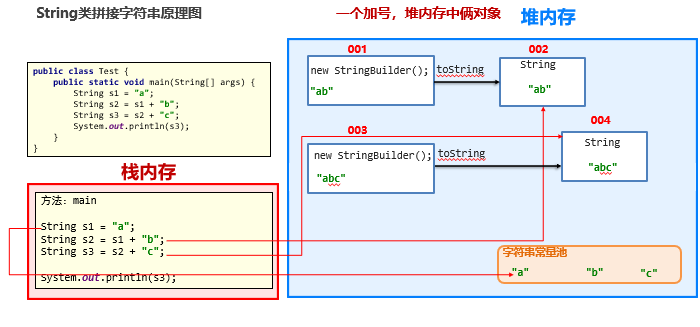 String类拼接字符串原理图
一个加号，堆内存中俩对象
堆内存
public class Test {
public static void main(String[] args) {
String s1 = "a";
String s2 = s1 + "b";
String s3 = s2 + "c";
System.out.println(s3);
}
}
001
new StringBuilder();
"ab"
toString
002
String
"ab"
003
new StringBuilder();
"abc"
toString
004
String
"abc"
栈内存
方法: main
String s1 = "a";
String s2 = s1 + "b";
String s3 = s2 + "c";
System.out.println(s3);
字符串常量池
"a" "b" "c"